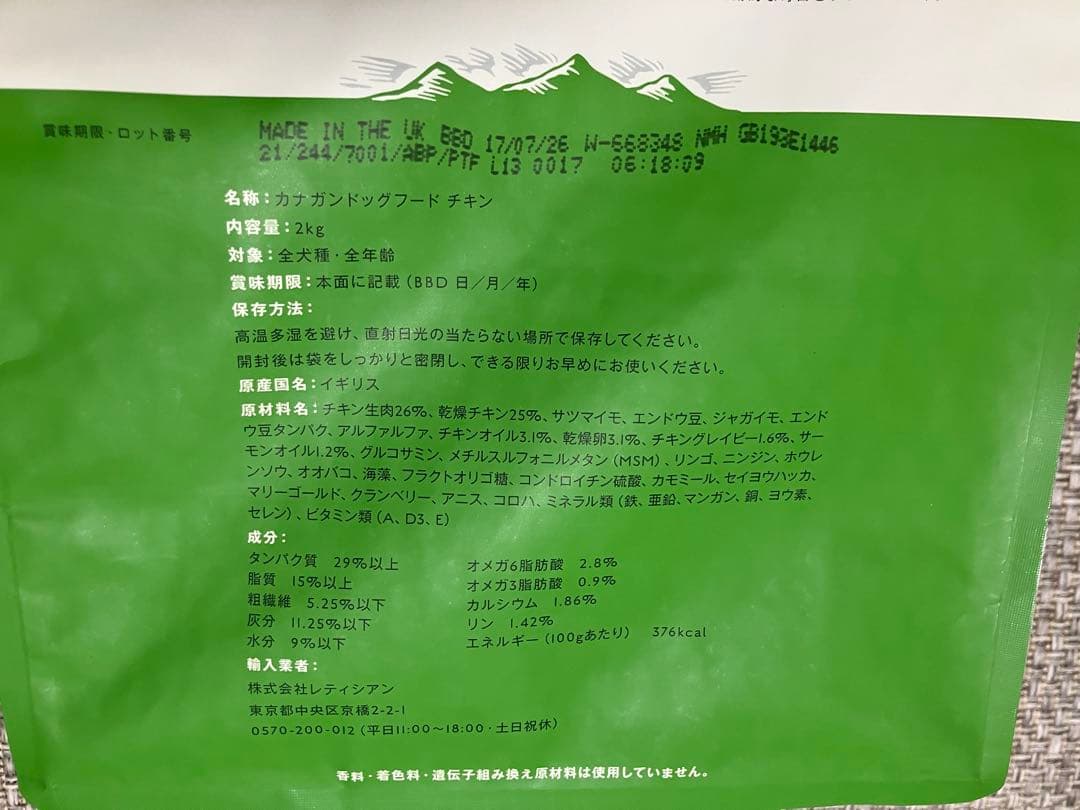 賞味期限・ロット番号
MADE IN THE UK BBD 17/07/26 W-668348 NMH GB193E1446
21/244/7001/ABP/PTF L13 0017 06:18:09
名称:カナガンドッグフード チキン
内容量:2kg
対象:全犬種・全年齢
賞味期限:本面に記載(BBD 日/月/年)
保存方法:
高温多湿を避け、直射日光の当たらない場所で保存してください。
開封後は袋をしっかりと密閉し、できる限りお早めにお使いください。
原産国名:イギリス
原材料名:チキン生肉26%、乾燥チキン25%、サツマイモ、エンドウ豆、ジャガイモ、エンド
ウ豆タンパク、アルファルファ、チキンオイル3.1%、乾燥卵3.1%、チキングレイビー1.6%、サー
モンオイル1.2%、グルコサミン、メチルスルフォニルメタン(MSM)、リンゴ、ニンジン、ホウレ
ンソウ、オオバコ、海藻、フラクトオリゴ糖、コンドロイチン硫酸、カモミール、セイヨウハッカ、
マリーゴールド、クランベリー、アニス、コロハ、ミネラル類(鉄、亜鉛、マンガン、銅、ヨウ素、
セレン)、ビタミン類(A、D3、E)
成分:
タンパク質 29%以上 オメガ6脂肪酸 2.8%
脂質 15%以上 オメガ3脂肪酸 0.9%
粗繊維 5.25%以下 カルシウム 1.86%
灰分 11.25%以下 リン 1.42%
水分 9%以下 エネルギー(100gあたり) 376kcal
輸入業者:
株式会社レティシアン
東京都中央区京橋2-2-1
0570-200-012(平日11:00〜18:00・土日祝休)
香料・着色料・遺伝子組み換え原材料は使用していません。